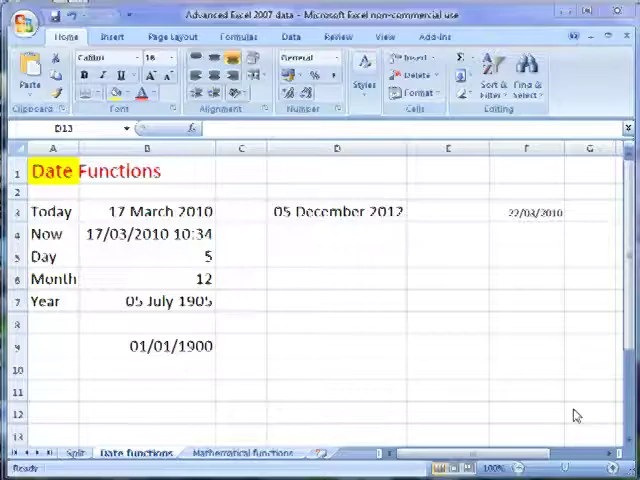 Advanced Excel 2007 data - Microsoft Excel non-commercial use
Home Insert Page Layout Formulas Data Review View Add-Ins
Paste Calibri 16 General Styles Insert Delete Format Sort & Filter Find & Select
Clipboard Font Alignment Number Cells Editing
D13 fx
A B C D E F G
1 Date Functions
2
3 Today 17 March 2010 05 December 2012 22/03/2010
4 Now 17/03/2010 10:34
5 Day 5
6 Month 12
7 Year 05 July 1905
8
9 01/01/1900
10
11
12
13
Split Date functions Mathematical functions
Ready 100%